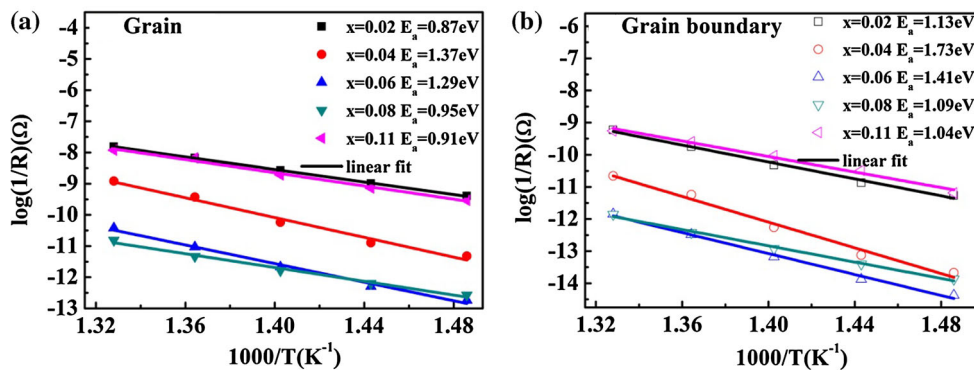 (a)
Grain
x=0.02 Eₐ=0.87eV
x=0.04 Eₐ=1.37eV
x=0.06 Eₐ=1.29eV
x=0.08 Eₐ=0.95eV
x=0.11 Eₐ=0.91eV
linear fit
log(1/R)(Ω)
-4
-5
-6
-7
-8
-9
-10
-11
-12
-13
1.32
1.36
1.40
1.44
1.48
1000/T(K⁻¹)
(b)
Grain boundary
x=0.02 Eₐ=1.13eV
x=0.04 Eₐ=1.73eV
x=0.06 Eₐ=1.41eV
x=0.08 Eₐ=1.09eV
x=0.11 Eₐ=1.04eV
linear fit
log(1/R)(Ω)
-6
-7
-8
-9
-10
-11
-12
-13
-14
1.32
1.36
1.40
1.44
1.48
1000/T(K⁻¹)